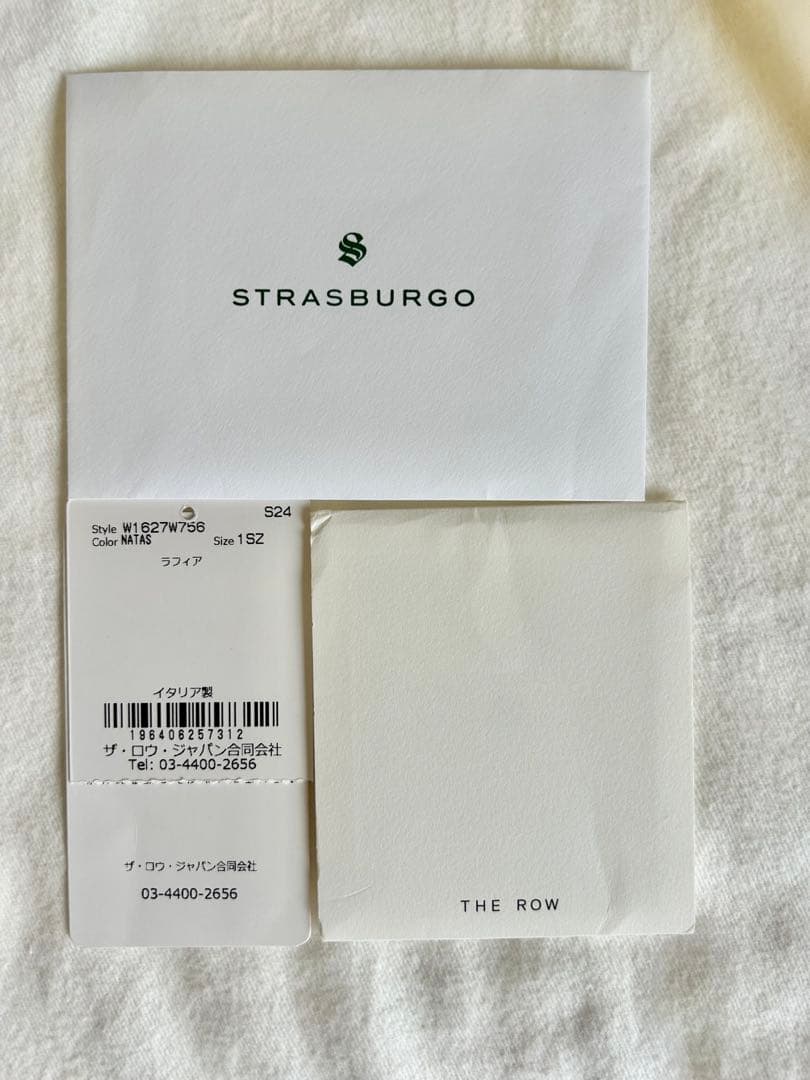 S
STRASBURGO
S24
Style W1627W756
Color NATAS Size 1SZ
ラフィア
イタリア製
196406257312
ザ・ロウ・ジャパン合同会社
Tel: 03-4400-2656
ザ・ロウ・ジャパン合同会社
03-4400-2656
THE ROW